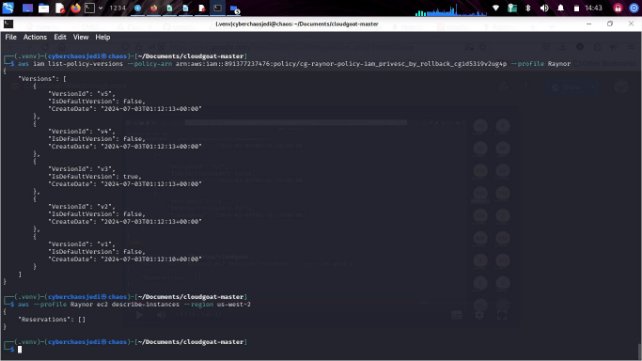 1 2 3 4
14:43
(.venv)cyberchaosjedi@chaos: ~/Documents/cloudgoat-master
File Actions Edit View Help
(.venv)-(cyberchaosjedi㉿chaos)-[~/Documents/cloudgoat-master]
$ aws iam list-policy-versions --policy-arn arn:aws:iam::891377237476:policy/cg-raynor-policy-iam_privesc_by_rollback_cgid5319v2ug4p --profile Raynor
{
"Versions": [
{
"VersionId": "v5",
"IsDefaultVersion": false,
"CreateDate": "2024-07-03T01:12:13+00:00"
},
{
"VersionId": "v4",
"IsDefaultVersion": false,
"CreateDate": "2024-07-03T01:12:13+00:00"
},
{
"VersionId": "v3",
"IsDefaultVersion": true,
"CreateDate": "2024-07-03T01:12:13+00:00"
},
{
"VersionId": "v2",
"IsDefaultVersion": false,
"CreateDate": "2024-07-03T01:12:13+00:00"
},
{
"VersionId": "v1",
"IsDefaultVersion": false,
"CreateDate": "2024-07-03T01:12:10+00:00"
}
]
}
(.venv)-(cyberchaosjedi㉿chaos)-[~/Documents/cloudgoat-master]
$ aws --profile Raynor ec2 describe-instances --region us-west-2
{
"Reservations": []
}
(.venv)-(cyberchaosjedi㉿chaos)-[~/Documents/cloudgoat-master]
$